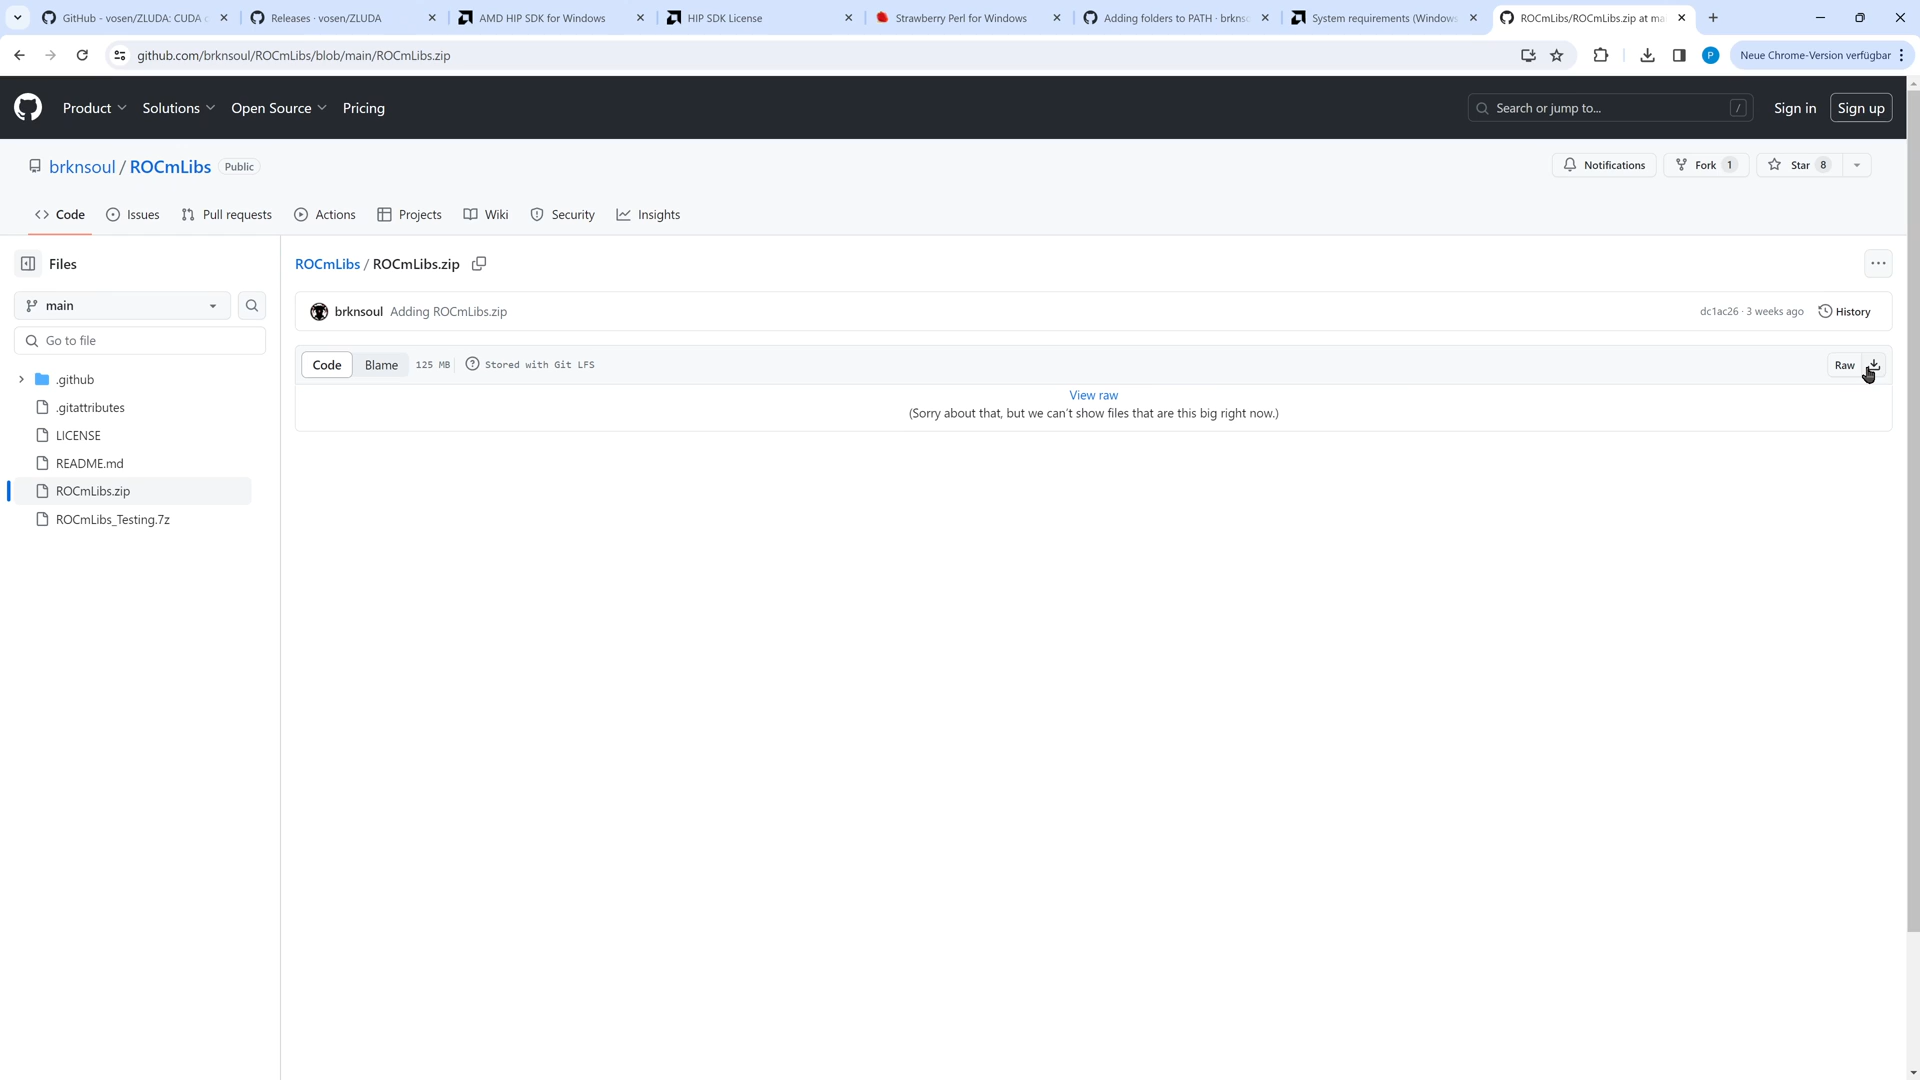 GitHub - vosen/ZLUDA: CUDA
Releases · vosen/ZLUDA
AMD HIP SDK for Windows
HIP SDK License
Strawberry Perl for Windows
Adding folders to PATH · brknso
System requirements (Windows
ROCmLibs/ROCmLibs.zip at ma
github.com/brknsoul/ROCmLibs/blob/main/ROCmLibs.zip
P
Neue Chrome-Version verfügbar
Product
Solutions
Open Source
Pricing
Search or jump to...
/
Sign in
Sign up
brknsoul / ROCmLibs
Public
Notifications
Fork 1
Star 8
Code
Issues
Pull requests
Actions
Projects
Wiki
Security
Insights
Files
main
Go to file
.github
.gitattributes
LICENSE
README.md
ROCmLibs.zip
ROCmLibs_Testing.7z
ROCmLibs / ROCmLibs.zip
brknsoul Adding ROCmLibs.zip
dc1ac26 · 3 weeks ago
History
Code
Blame
125 MB
Stored with Git LFS
Raw
View raw
(Sorry about that, but we can't show files that are this big right now.)